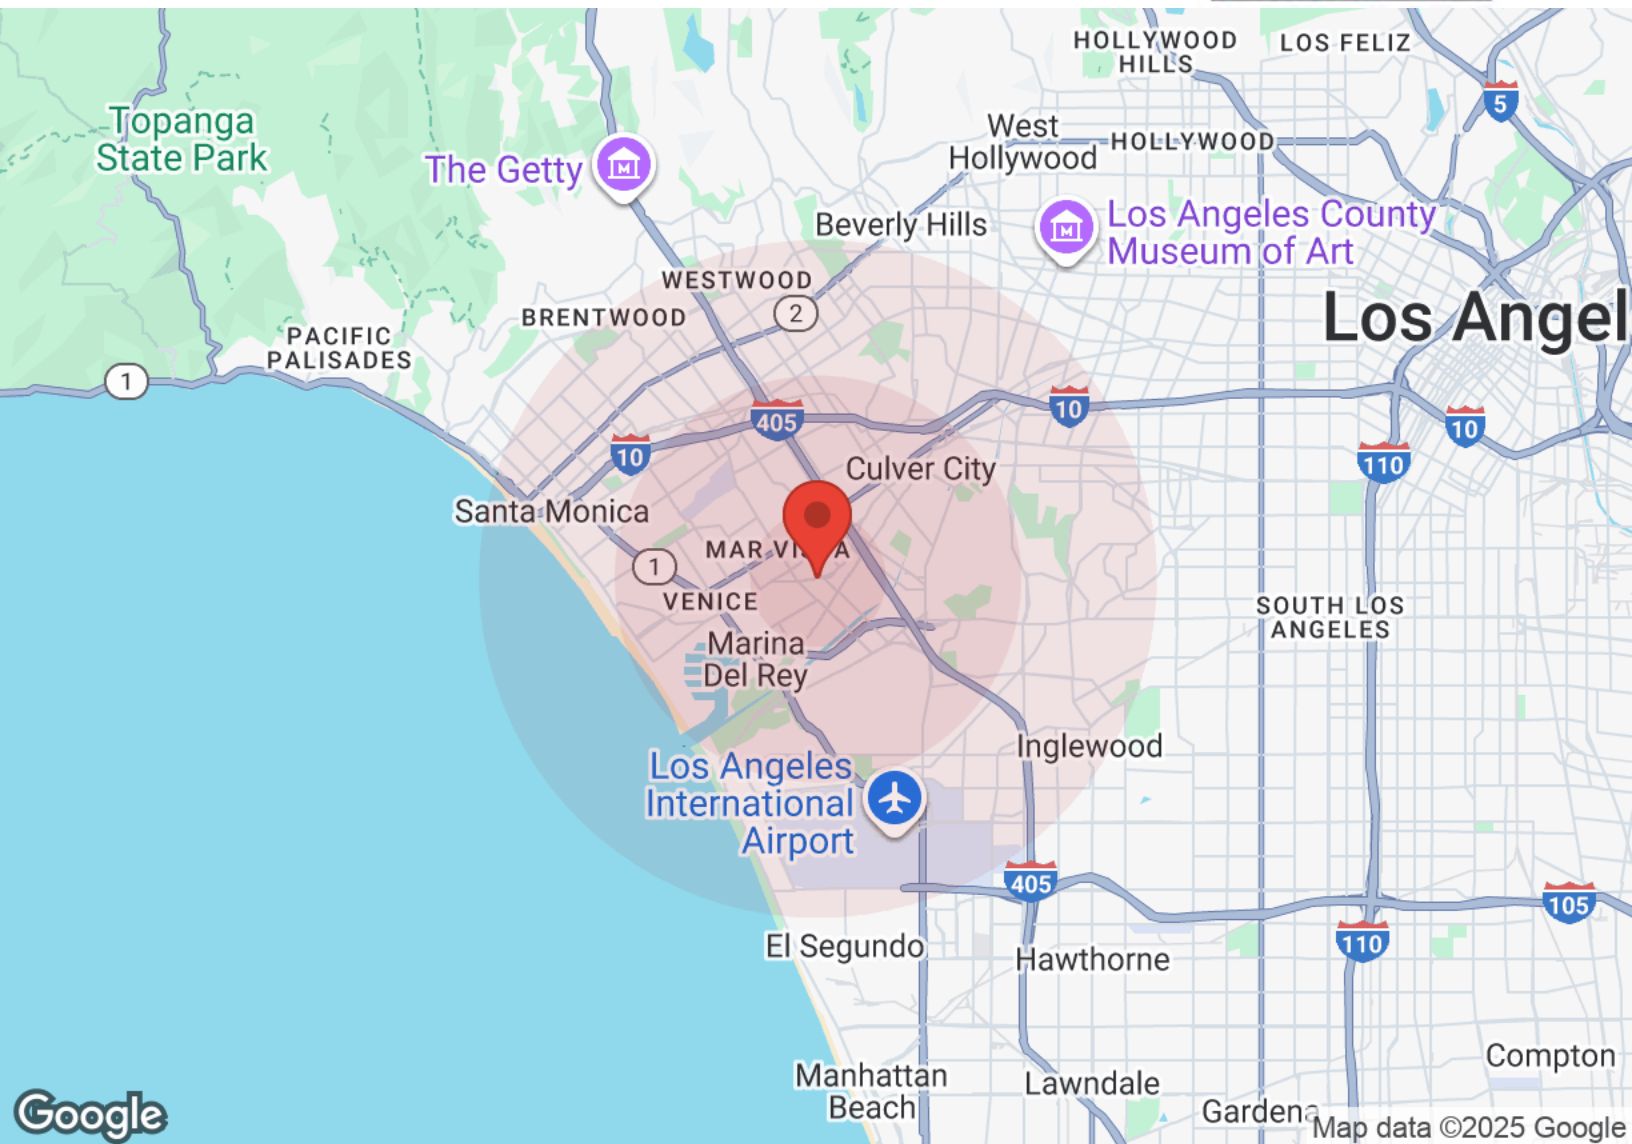 HOLLYWOOD
HILLS
LOS FELIZ
5
Topanga
State Park
The Getty
West
Hollywood
HOLLYWOOD
Beverly Hills
Los Angeles County
Museum of Art
WESTWOOD
2
BRENTWOOD
Los Angel
PACIFIC
PALISADES
1
405
10
10
10
110
Culver City
Santa Monica
MAR VISTA
1
VENICE
SOUTH LOS
ANGELES
Marina
Del Rey
Inglewood
Los Angeles
International
Airport
405
105
110
El Segundo
Hawthorne
Compton
Manhattan
Beach
Lawndale
Gardena
Google
Map data ©2025 Google